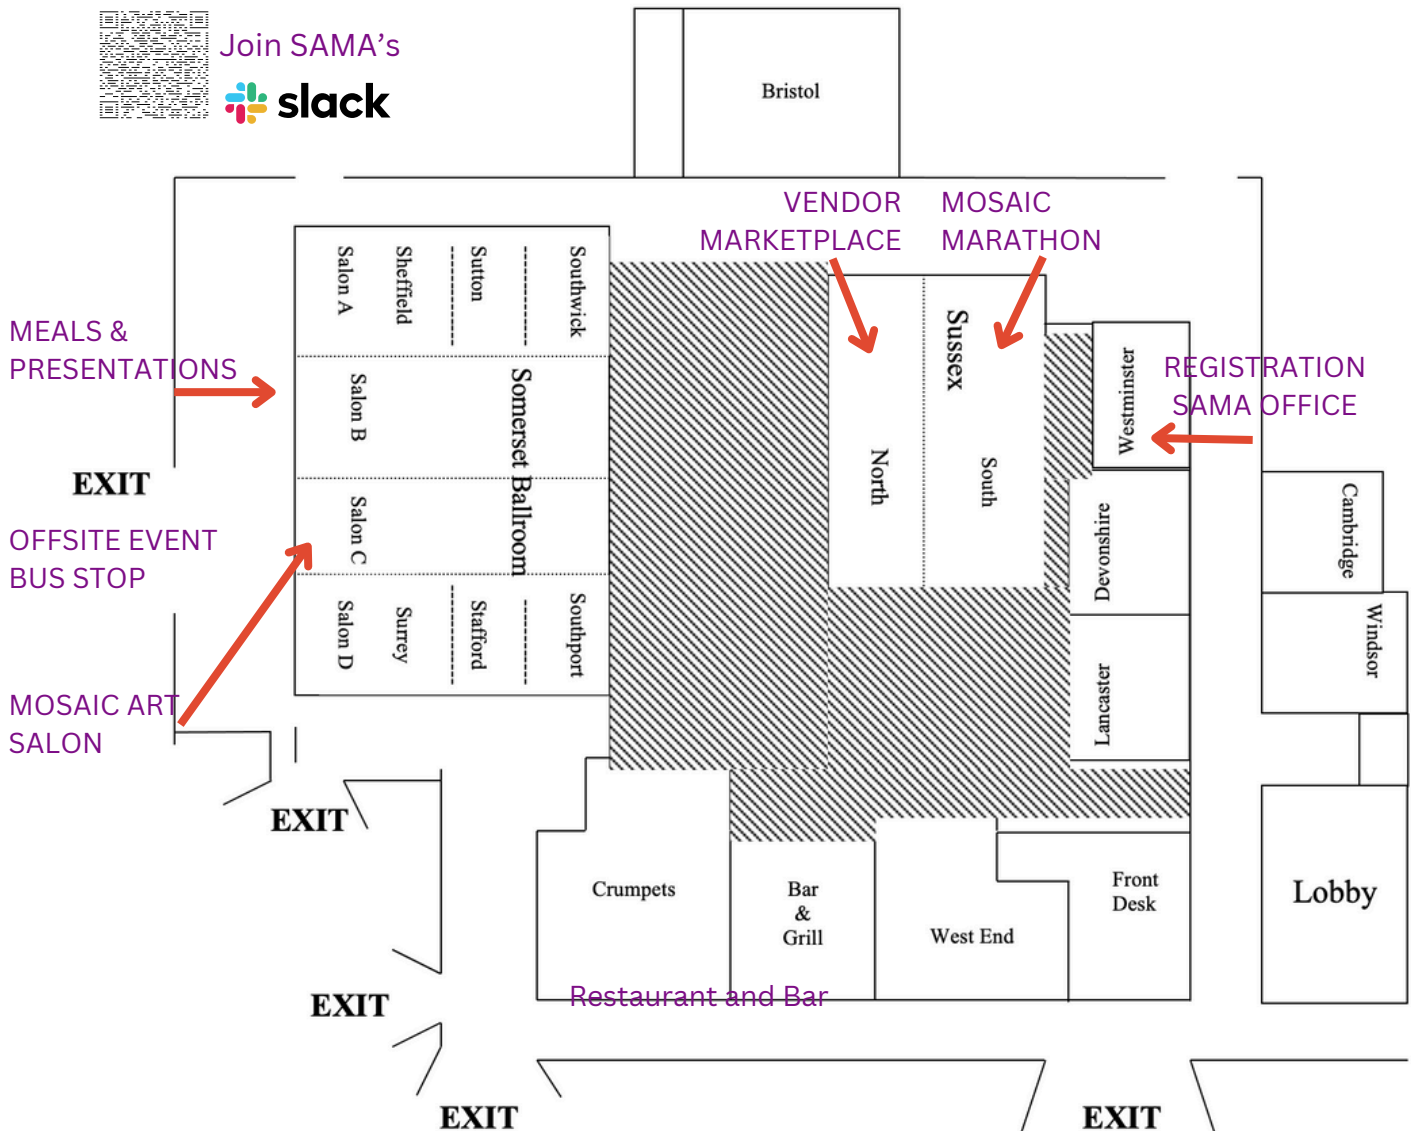 Join SAMA's
slack
Bristol
VENDOR
MARKETPLACE
MOSAIC
MARATHON
Salon A
Sheffield
Sutton
Southwick
MEALS &
PRESENTATIONS
Salon B
Somerset Ballroom
Sussex
North
South
Westminster
REGISTRATION
SAMA OFFICE
EXIT
OFFSITE EVENT
BUS STOP
Salon C
Devonshire
Cambridge
Windsor
Salon D
Surrey
Stafford
Southport
Lancaster
MOSAIC ART
SALON
EXIT
Crumpets
Bar
&
Grill
West End
Front
Desk
Lobby
Restaurant and Bar
EXIT
EXIT
EXIT